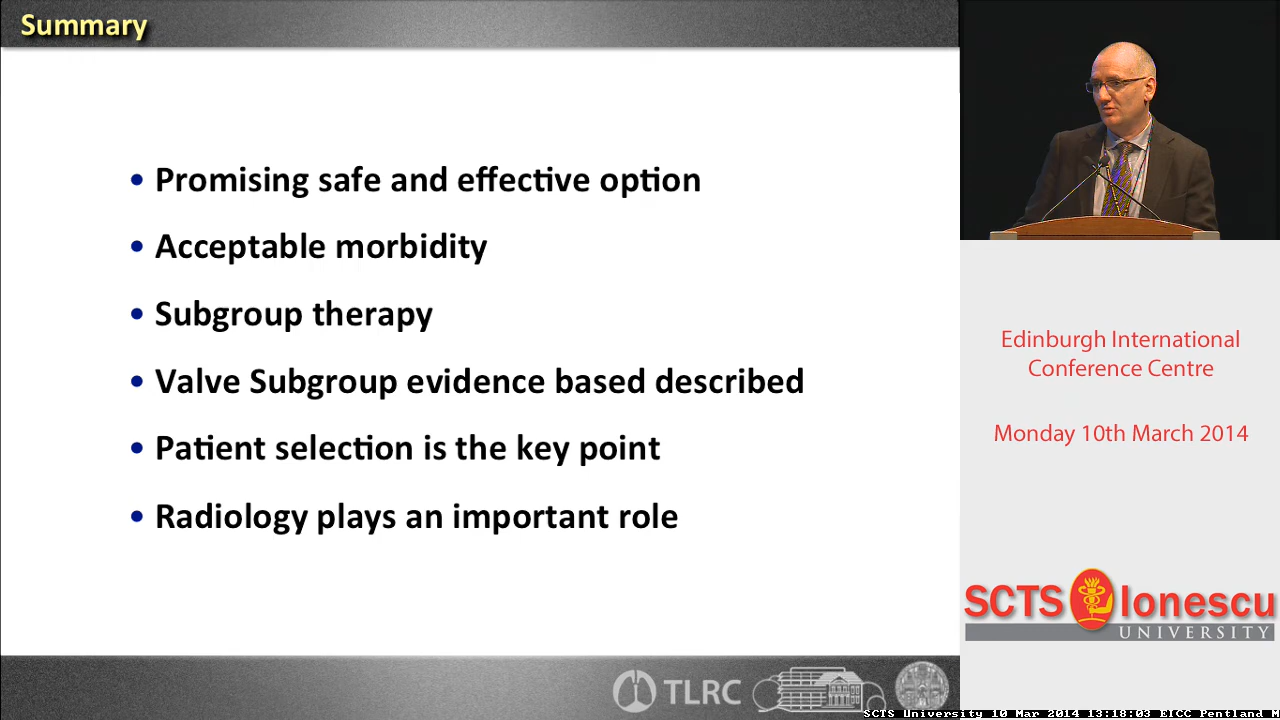 Summary
• Promising safe and effective option
• Acceptable morbidity
• Subgroup therapy
• Valve Subgroup evidence based described
• Patient selection is the key point
• Radiology plays an important role
TLRC
Edinburgh International
Conference Centre
Monday 10th March 2014
SCTS Ionescu
UNIVERSITY
SCTS University 10 Mar 2014 13:18:03 EICC Pentland M